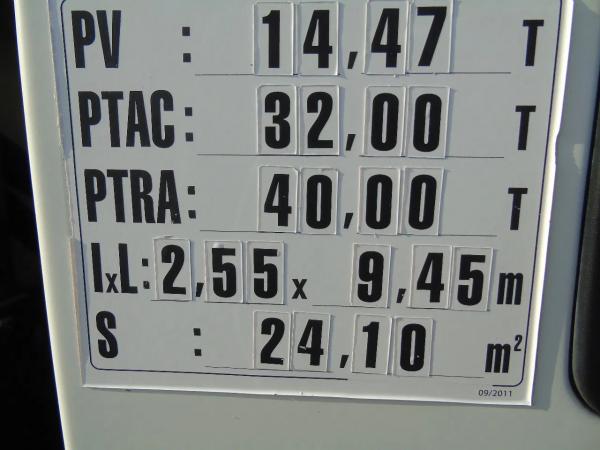 PV : 14,47 T
PTAC: 32,00 T
PTRA: 40,00 T
lxL: 2,55 x 9,45 m
S : 24,10 m²
09/2011